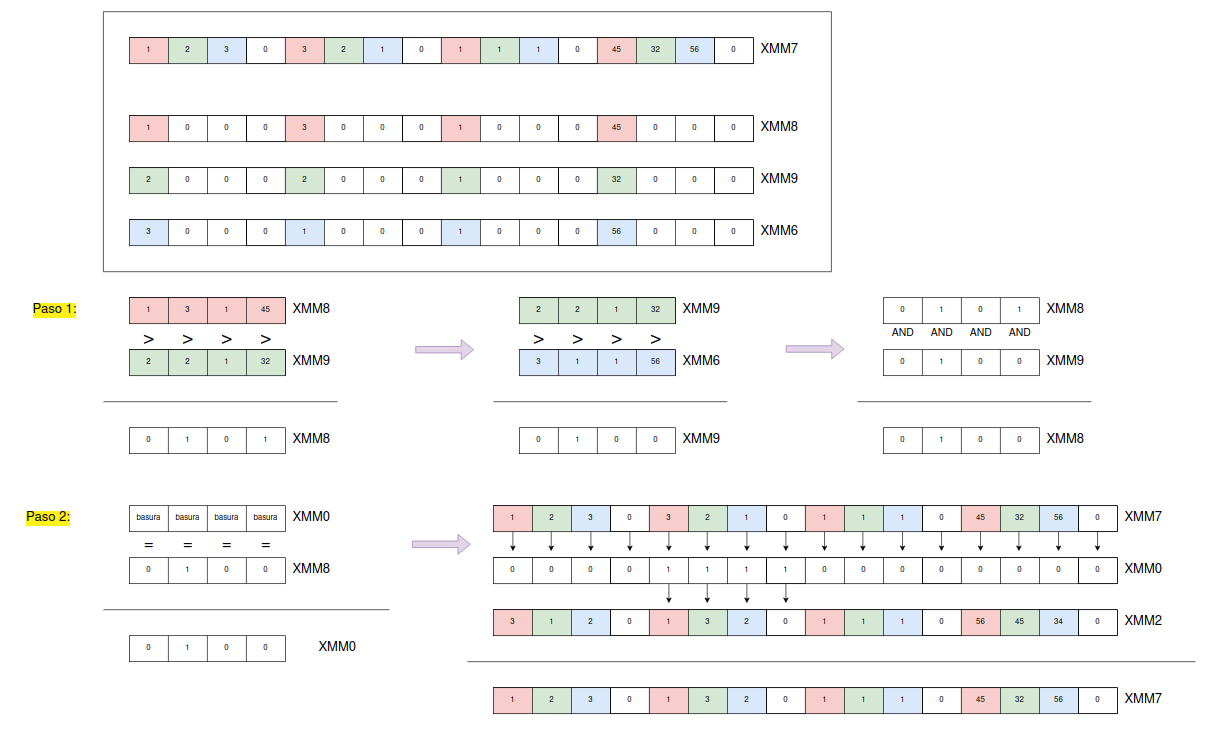 1 2 3 0 3 2 1 0 1 1 1 0 45 32 56 0 XMM7
1 0 0 0 3 0 0 0 1 0 0 0 45 0 0 0 XMM8
2 0 0 0 2 0 0 0 1 0 0 0 32 0 0 0 XMM9
3 0 0 0 1 0 0 0 1 0 0 0 56 0 0 0 XMM6
Paso 1:
1 3 1 45 XMM8
> > > >
2 2 1 32 XMM9
0 1 0 1 XMM8
2 2 1 32 XMM9
> > > >
3 1 1 56 XMM6
0 1 0 0 XMM9
0 1 0 1 XMM8
AND AND AND AND
0 1 0 0 XMM9
0 1 0 0 XMM8
Paso 2:
basura basura basura basura XMM0
= = = =
0 1 0 0 XMM8
0 1 0 0 XMM0
1 2 3 0 3 2 1 0 1 1 1 0 45 32 56 0 XMM7
0 0 0 0 1 1 1 1 0 0 0 0 0 0 0 0 XMM0
3 1 2 0 1 3 2 0 1 1 1 0 56 45 34 0 XMM2
1 2 3 0 1 3 2 0 1 1 1 0 45 32 56 0 XMM7